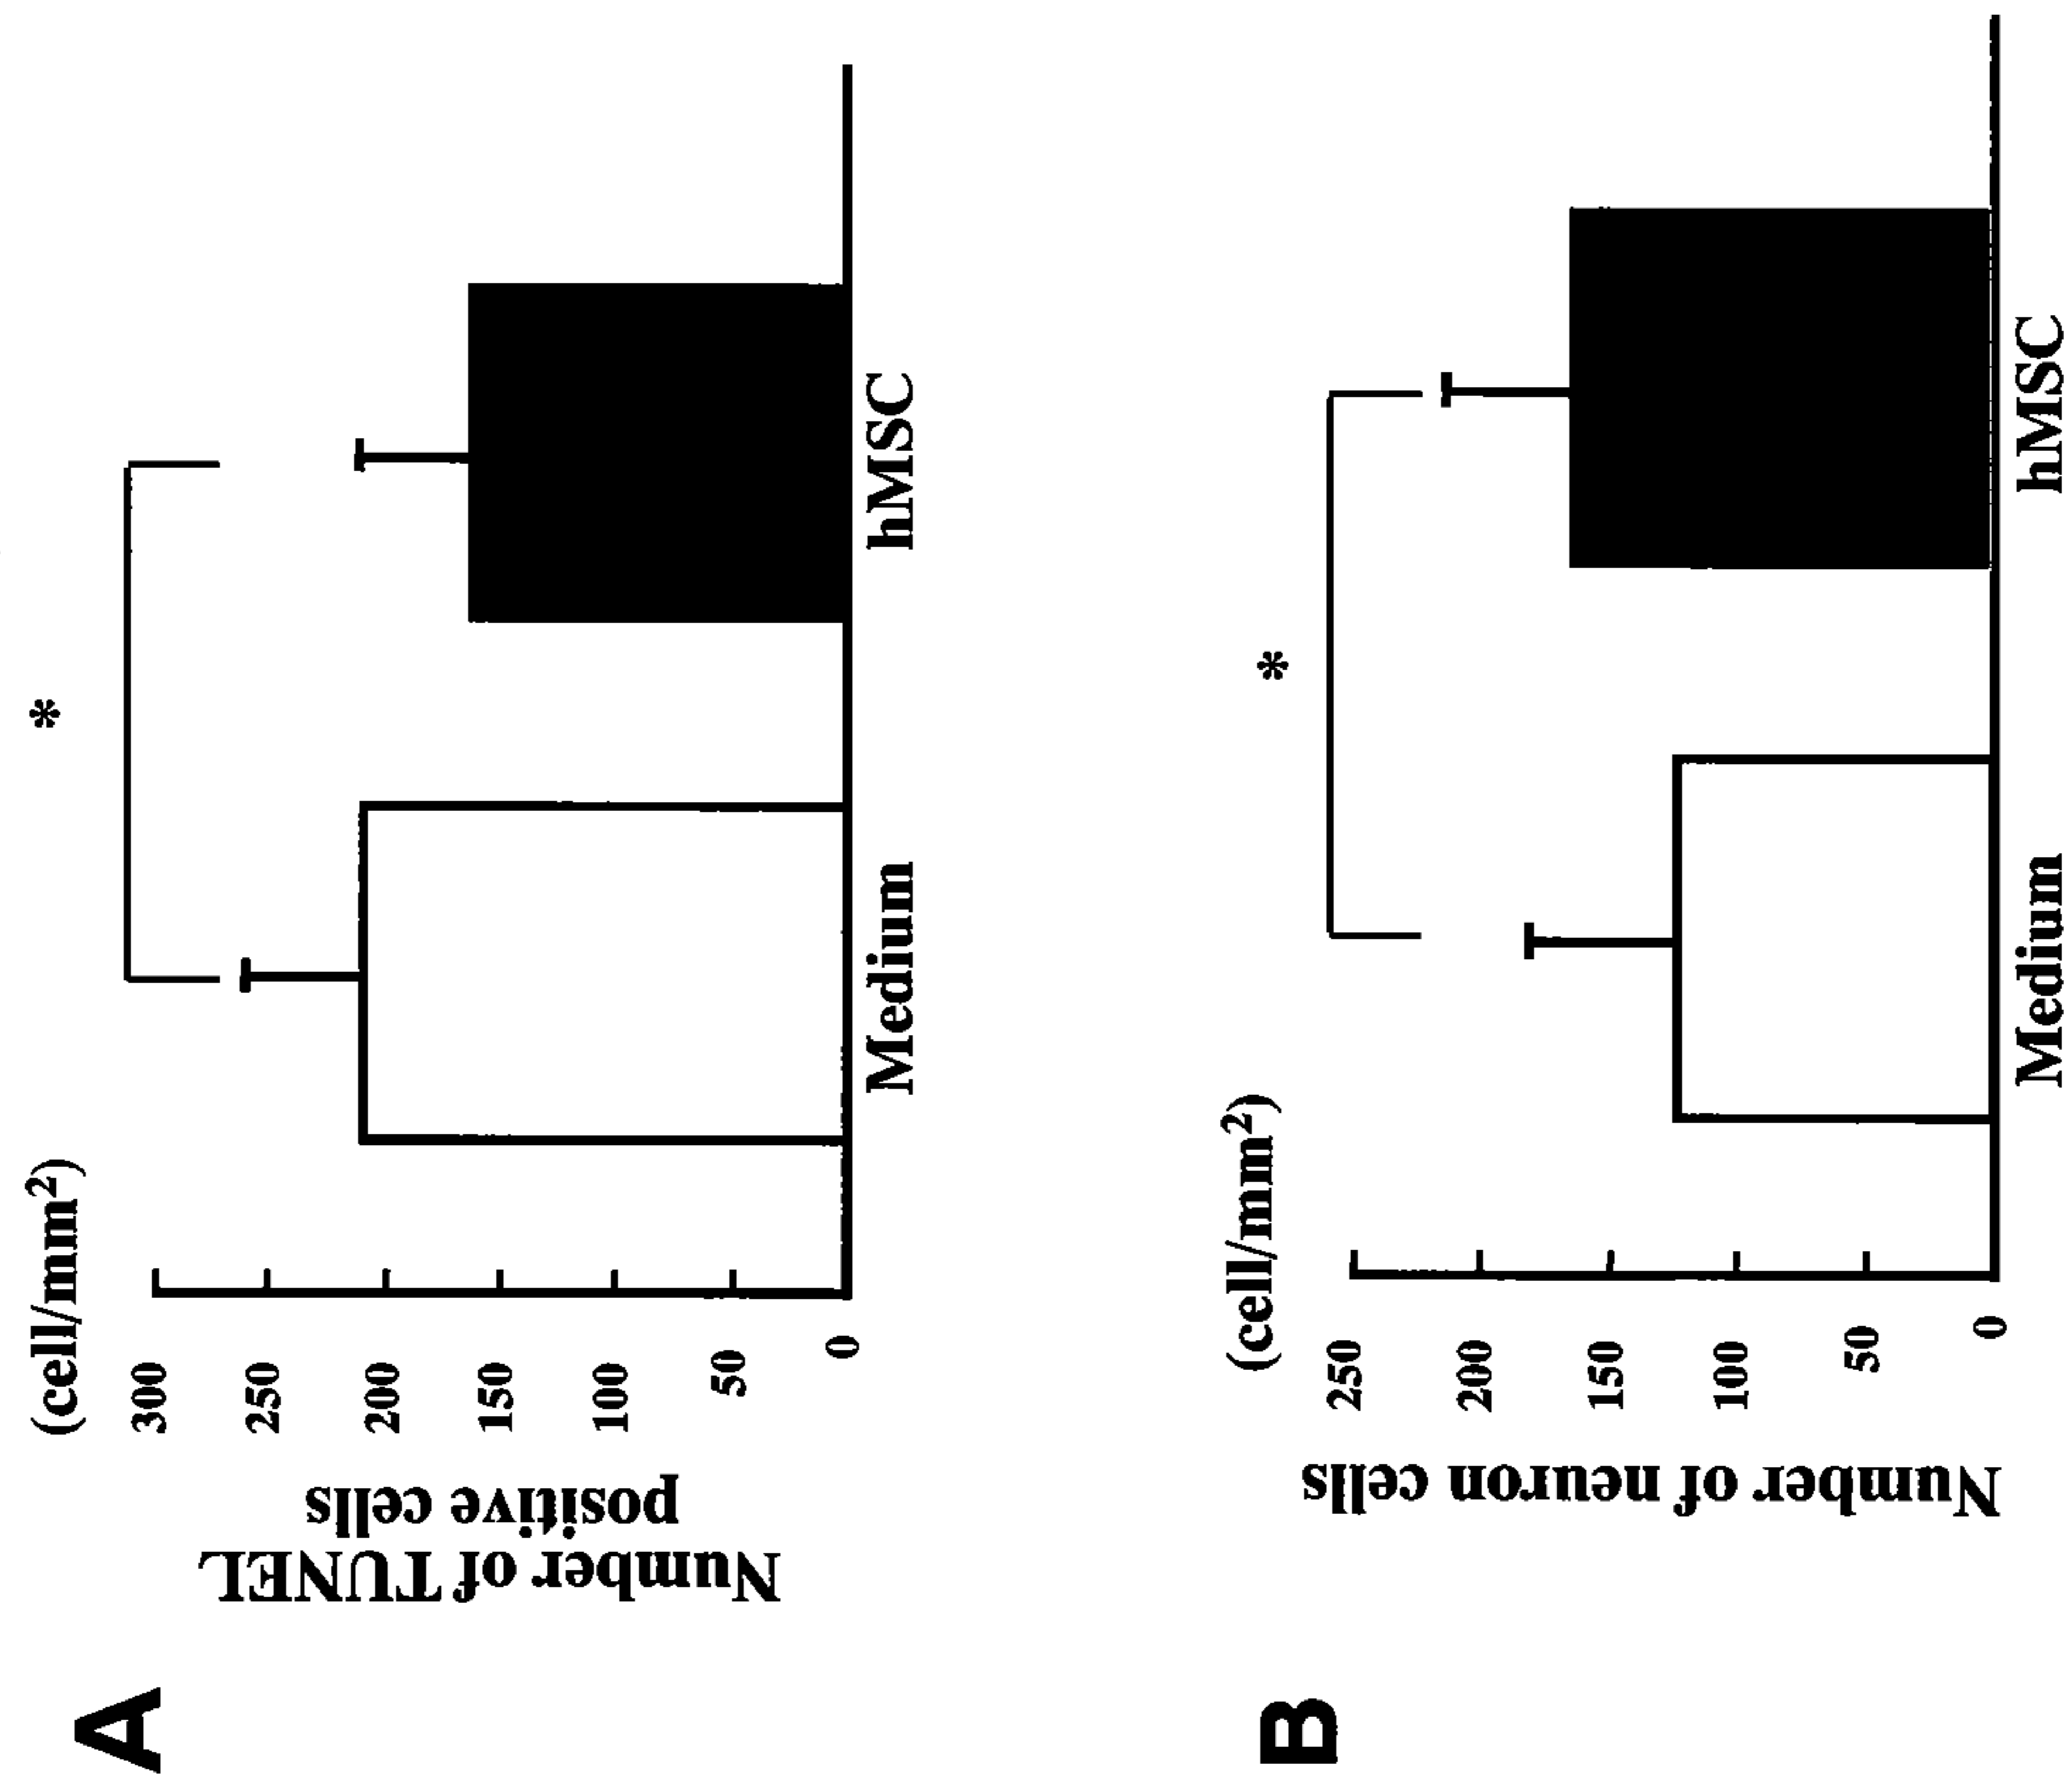 A
Number of TUNEL
positive cells
(cell/mm²)
300
250
200
150
100
50
0
*
Medium
hMSC
B
Number of neuron cells
(cell/mm²)
250
200
150
100
50
0
*
Medium
hMSC